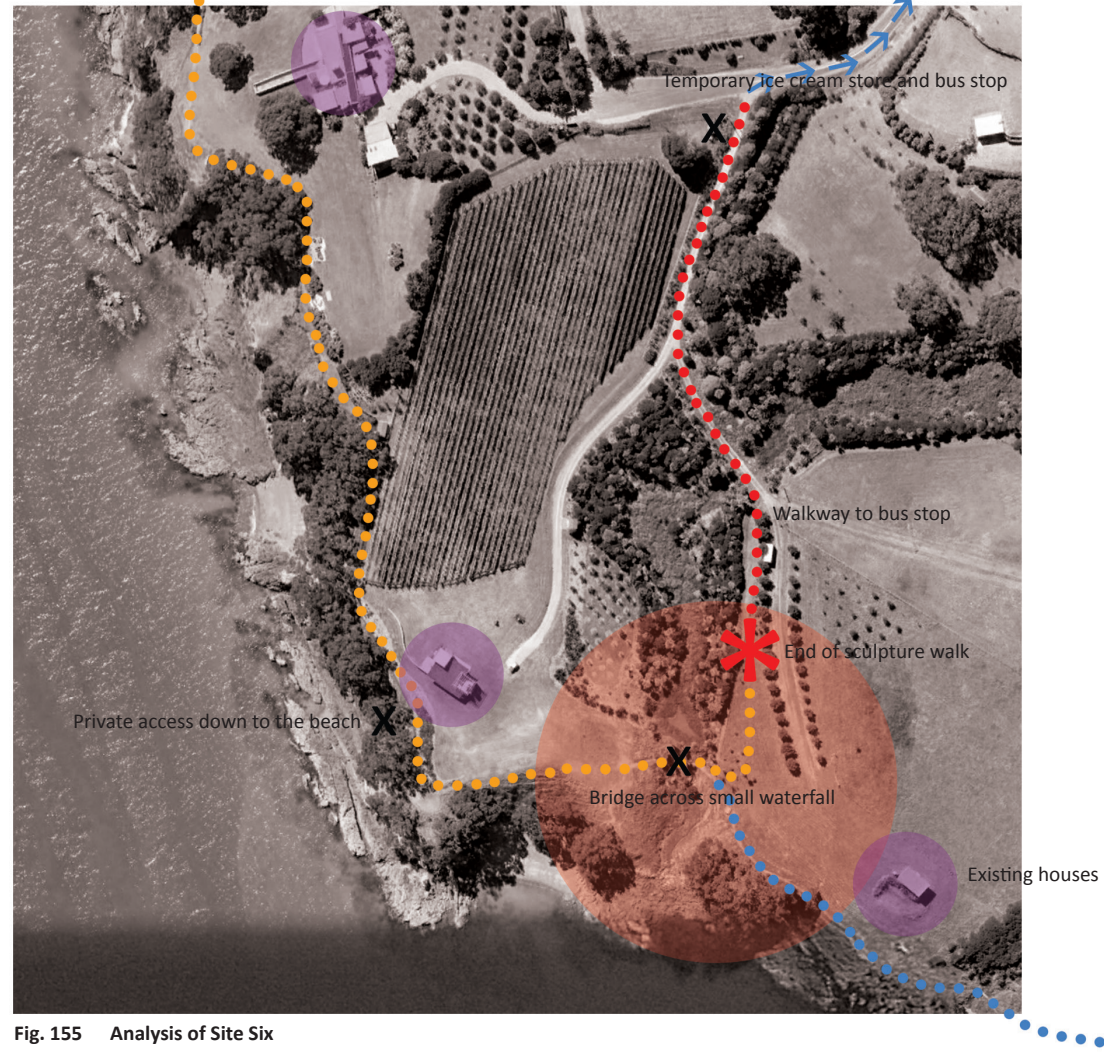 Temporary ice cream store and bus stop
X
Walkway to bus stop
End of sculpture walk
Private access down to the beach
X
X
Bridge across small waterfall
Existing houses
Fig. 155 Analysis of Site Six